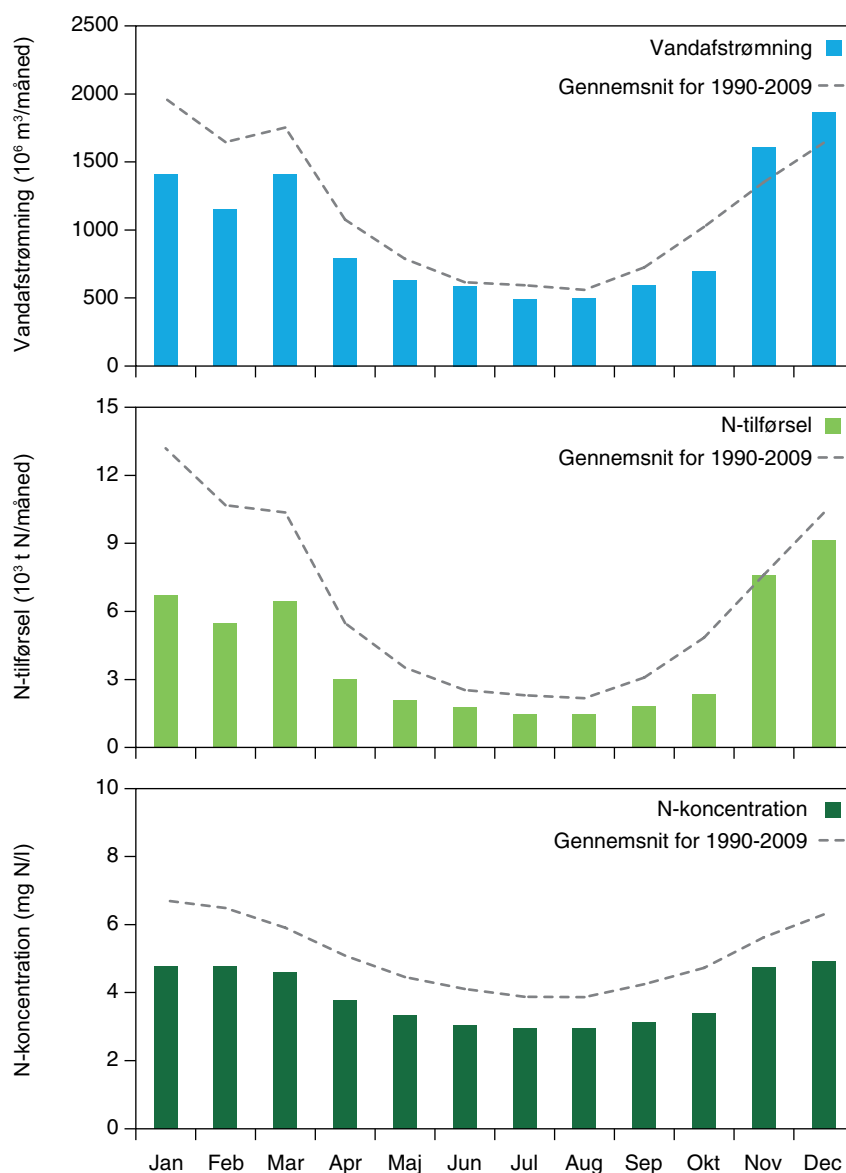 Vandafstrømning (10⁶ m³/måned)
2500
2000
1500
1000
500
0
Vandafstrømning
Gennemsnit for 1990-2009
N-tilførsel (10³ t N/måned)
15
12
9
6
3
0
N-tilførsel
Gennemsnit for 1990-2009
N-koncentration (mg N/l)
10
8
6
4
2
0
N-koncentration
Gennemsnit for 1990-2009
Jan Feb Mar Apr Maj Jun Jul Aug Sep Okt Nov Dec